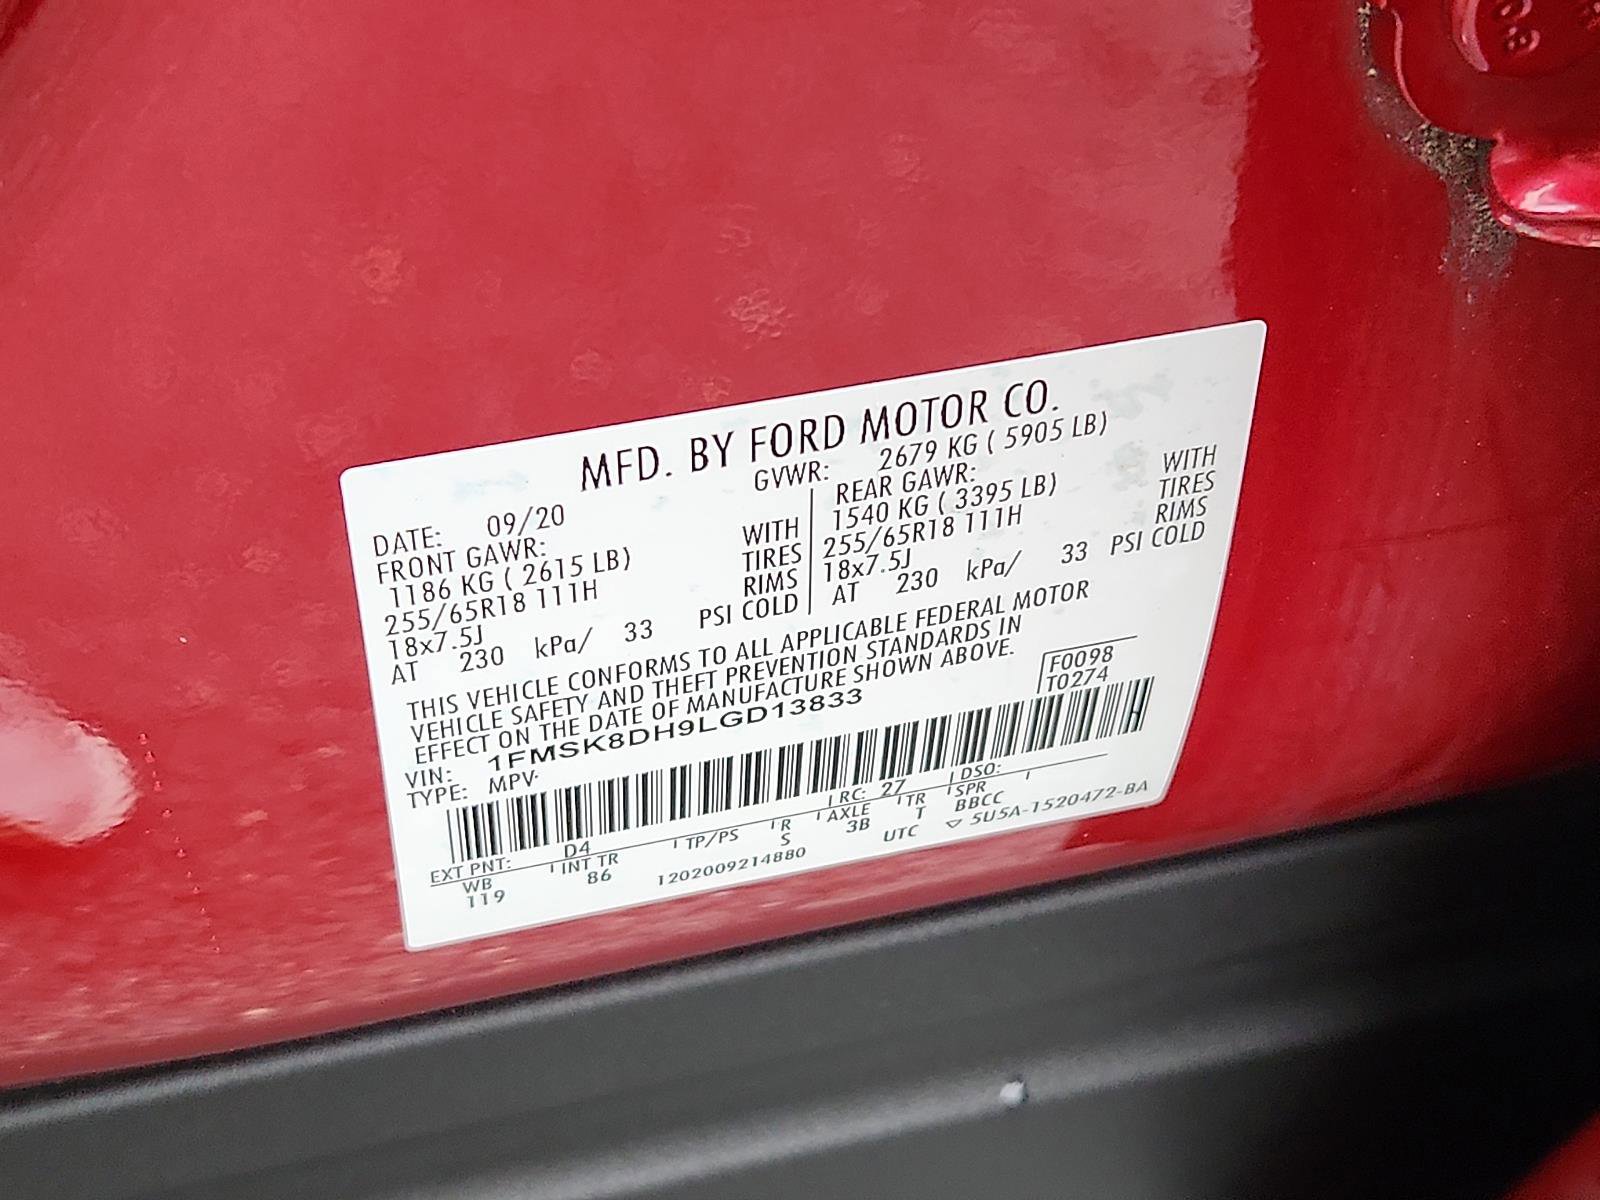 MFD. BY FORD MOTOR CO.
DATE: 09/20 GVWR: 2679 KG ( 5905 LB)
FRONT GAWR: REAR GAWR:
1186 KG ( 2615 LB) WITH 1540 KG ( 3395 LB) WITH
255/65R18 111H TIRES 255/65R18 111H TIRES
18x7.5J RIMS 18x7.5J RIMS
AT 230 kPa/ 33 PSI COLD AT 230 kPa/ 33 PSI COLD
THIS VEHICLE CONFORMS TO ALL APPLICABLE FEDERAL MOTOR
VEHICLE SAFETY AND THEFT PREVENTION STANDARDS IN
EFFECT ON THE DATE OF MANUFACTURE SHOWN ABOVE.
F0098
T0274
VIN: 1FMSK8DH9LGD13833
TYPE: MPV
EXT PNT: D4 RC: 27 DSO:
WB INT TR TP/PS R AXLE TR SPR
119 86 S 3B T BBCC
1202009214880 UTC ▽ 5U5A-1520472-BA